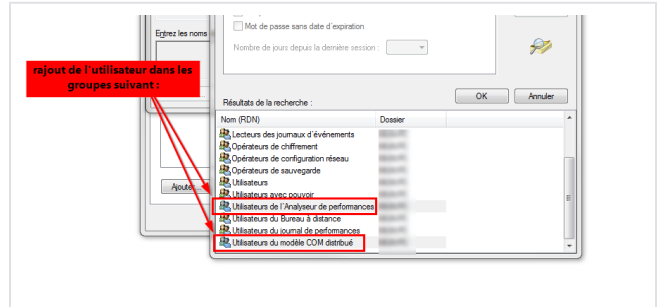 Mot de passe sans date d'expiration
Entrez les noms
Nombre de jours depuis la dernière session :
rajout de l'utilisateur dans les
groupes suivant :
OK
Annuler
Résultats de la recherche :
Nom (RDN)
Dossier
Lecteurs des journaux d'événements
Opérateurs de chiffrement
Opérateurs de configuration réseau
Opérateurs de sauvegarde
Utilisateurs
Utilisateurs avec pouvoir
Ajouter...
Utilisateurs de l'Analyseur de performances
Utilisateurs du Bureau à distance
Utilisateurs du journal de performances
Utilisateurs du modèle COM distribué